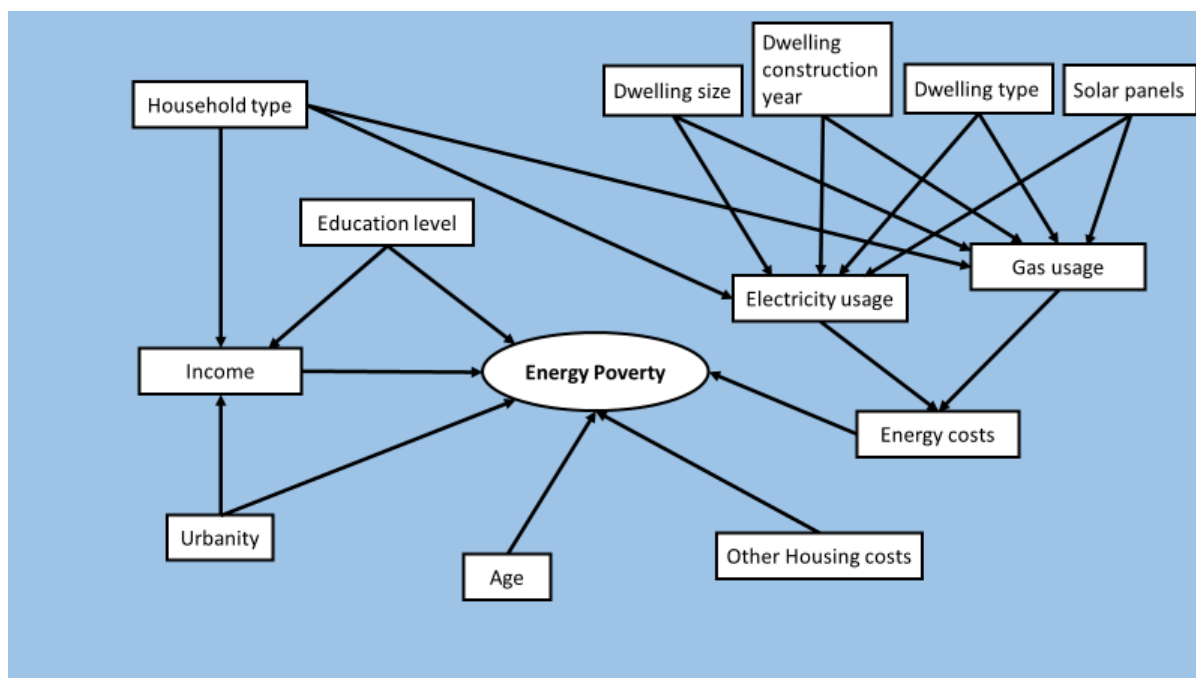 Household type
Dwelling size
Dwelling
construction
year
Dwelling type
Solar panels
Education level
Gas usage
Electricity usage
Income
Energy Poverty
Energy costs
Urbanity
Age
Other Housing costs